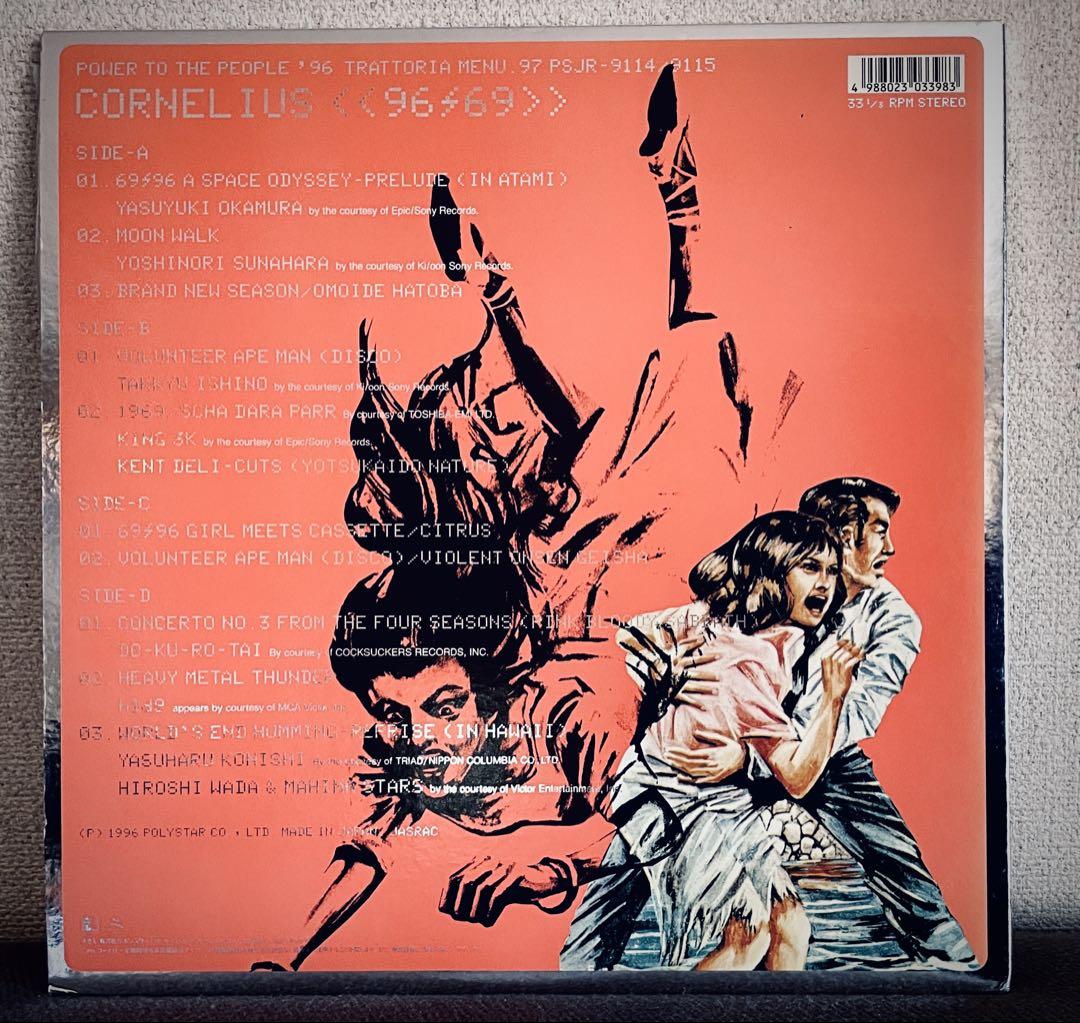 POWER TO THE PEOPLE '96 TRATTORIA MENU.97 PSJR-9114/9115
CORNELIUS <<96⚡69>>
4 988023 033983
33 1/3 RPM STEREO
SIDE-A
01. 69⚡96 A SPACE ODYSSEY-PRELUDE (IN ATAMI)
YASUYUKI OKAMURA by the courtesy of Epic/Sony Records.
02. MOON WALK
YOSHINORI SUNAHARA by the courtesy of Ki/oon Sony Records.
03. BRAND NEW SEASON/OMOIDE HATOBA
SIDE-B
01. VOLUNTEER APE MAN (DISCO)
TAKKYU ISHINO by the courtesy of Ki/oon Sony Records.
02. 1969/SCHA DARA PARR By courtesy of TOSHIBA-EMI LTD.
KING 3K by the courtesy of Epic/Sony Records.
KENT DELI-CUTS (YOTSUKAIDO NATURE)
SIDE-C
01. 69⚡96 GIRL MEETS CASSETTE/CITRUS
02. VOLUNTEER APE MAN (DISCO)/VIOLENT ONSEN GEISHA
SIDE-D
01. CONCERTO NO.3 FROM THE FOUR SEASONS (PINK BLOODY SABBATH)
DO-KU-RO-TAI By courtesy of COCKSUCKERS RECORDS, INC.
02. HEAVY METAL THUNDER
hide appears by courtesy of MCA Victor, Inc.
03. WORLD'S END HUMMING-REPRISE (IN HAWAII)
YASUHARU KONISHI By the courtesy of TRIAD/NIPPON COLUMBIA CO.,LTD.
HIROSHI WADA & MAHINA STARS by the courtesy of Victor Entertainment, Inc.
(P) 1996 POLYSTAR CO., LTD. MADE IN JAPAN. JASRAC